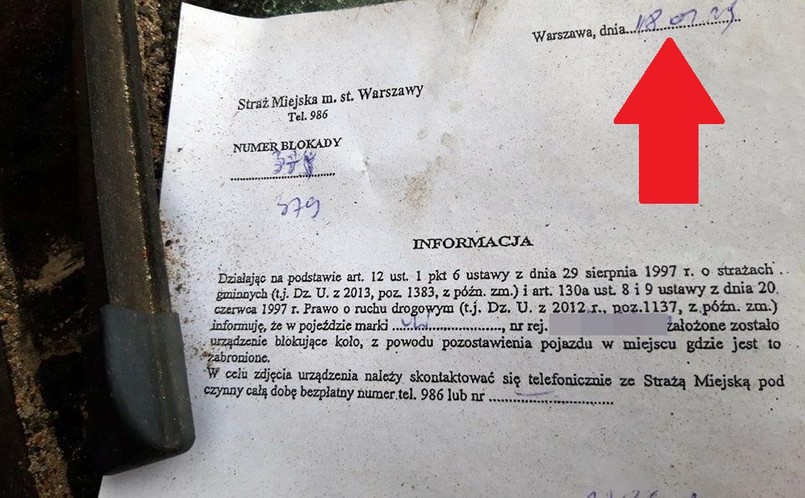 Warszawa, dnia
Straż Miejska m. st. Warszawy
Tel. 986
NUMER BLOKADY
INFORMACJA
Działając na podstawie art. 12 ust. 1 pkt 6 ustawy z dnia 29 sierpnia 1997 r. o strażach
gminnych (t.j. Dz. U. z 2013, poz. 1383, z późn. zm.) i art. 130a ust. 8 i 9 ustawy z dnia 20
czerwca 1997 r. Prawo o ruchu drogowym (t.j. Dz. U. z 2012 r., poz.1137, z późn. zm.)
informuję, że w pojeździe marki ........................, nr rej. założone zostało
urządzenie blokujące koło, z powodu pozostawienia pojazdu w miejscu gdzie jest to
zabronione.
W celu zdjęcia urządzenia należy skontaktować się telefonicznie ze Strażą Miejską pod
czynny całą dobę bezpłatny numer tel. 986 lub nr ..............................